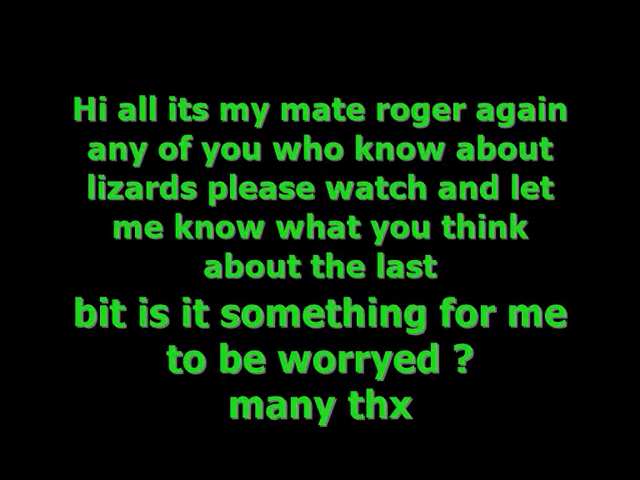 Hi all its my mate roger again
any of you who know about
lizards please watch and let
me know what you think
about the last
bit is it something for me
to be worryed ?
many thx